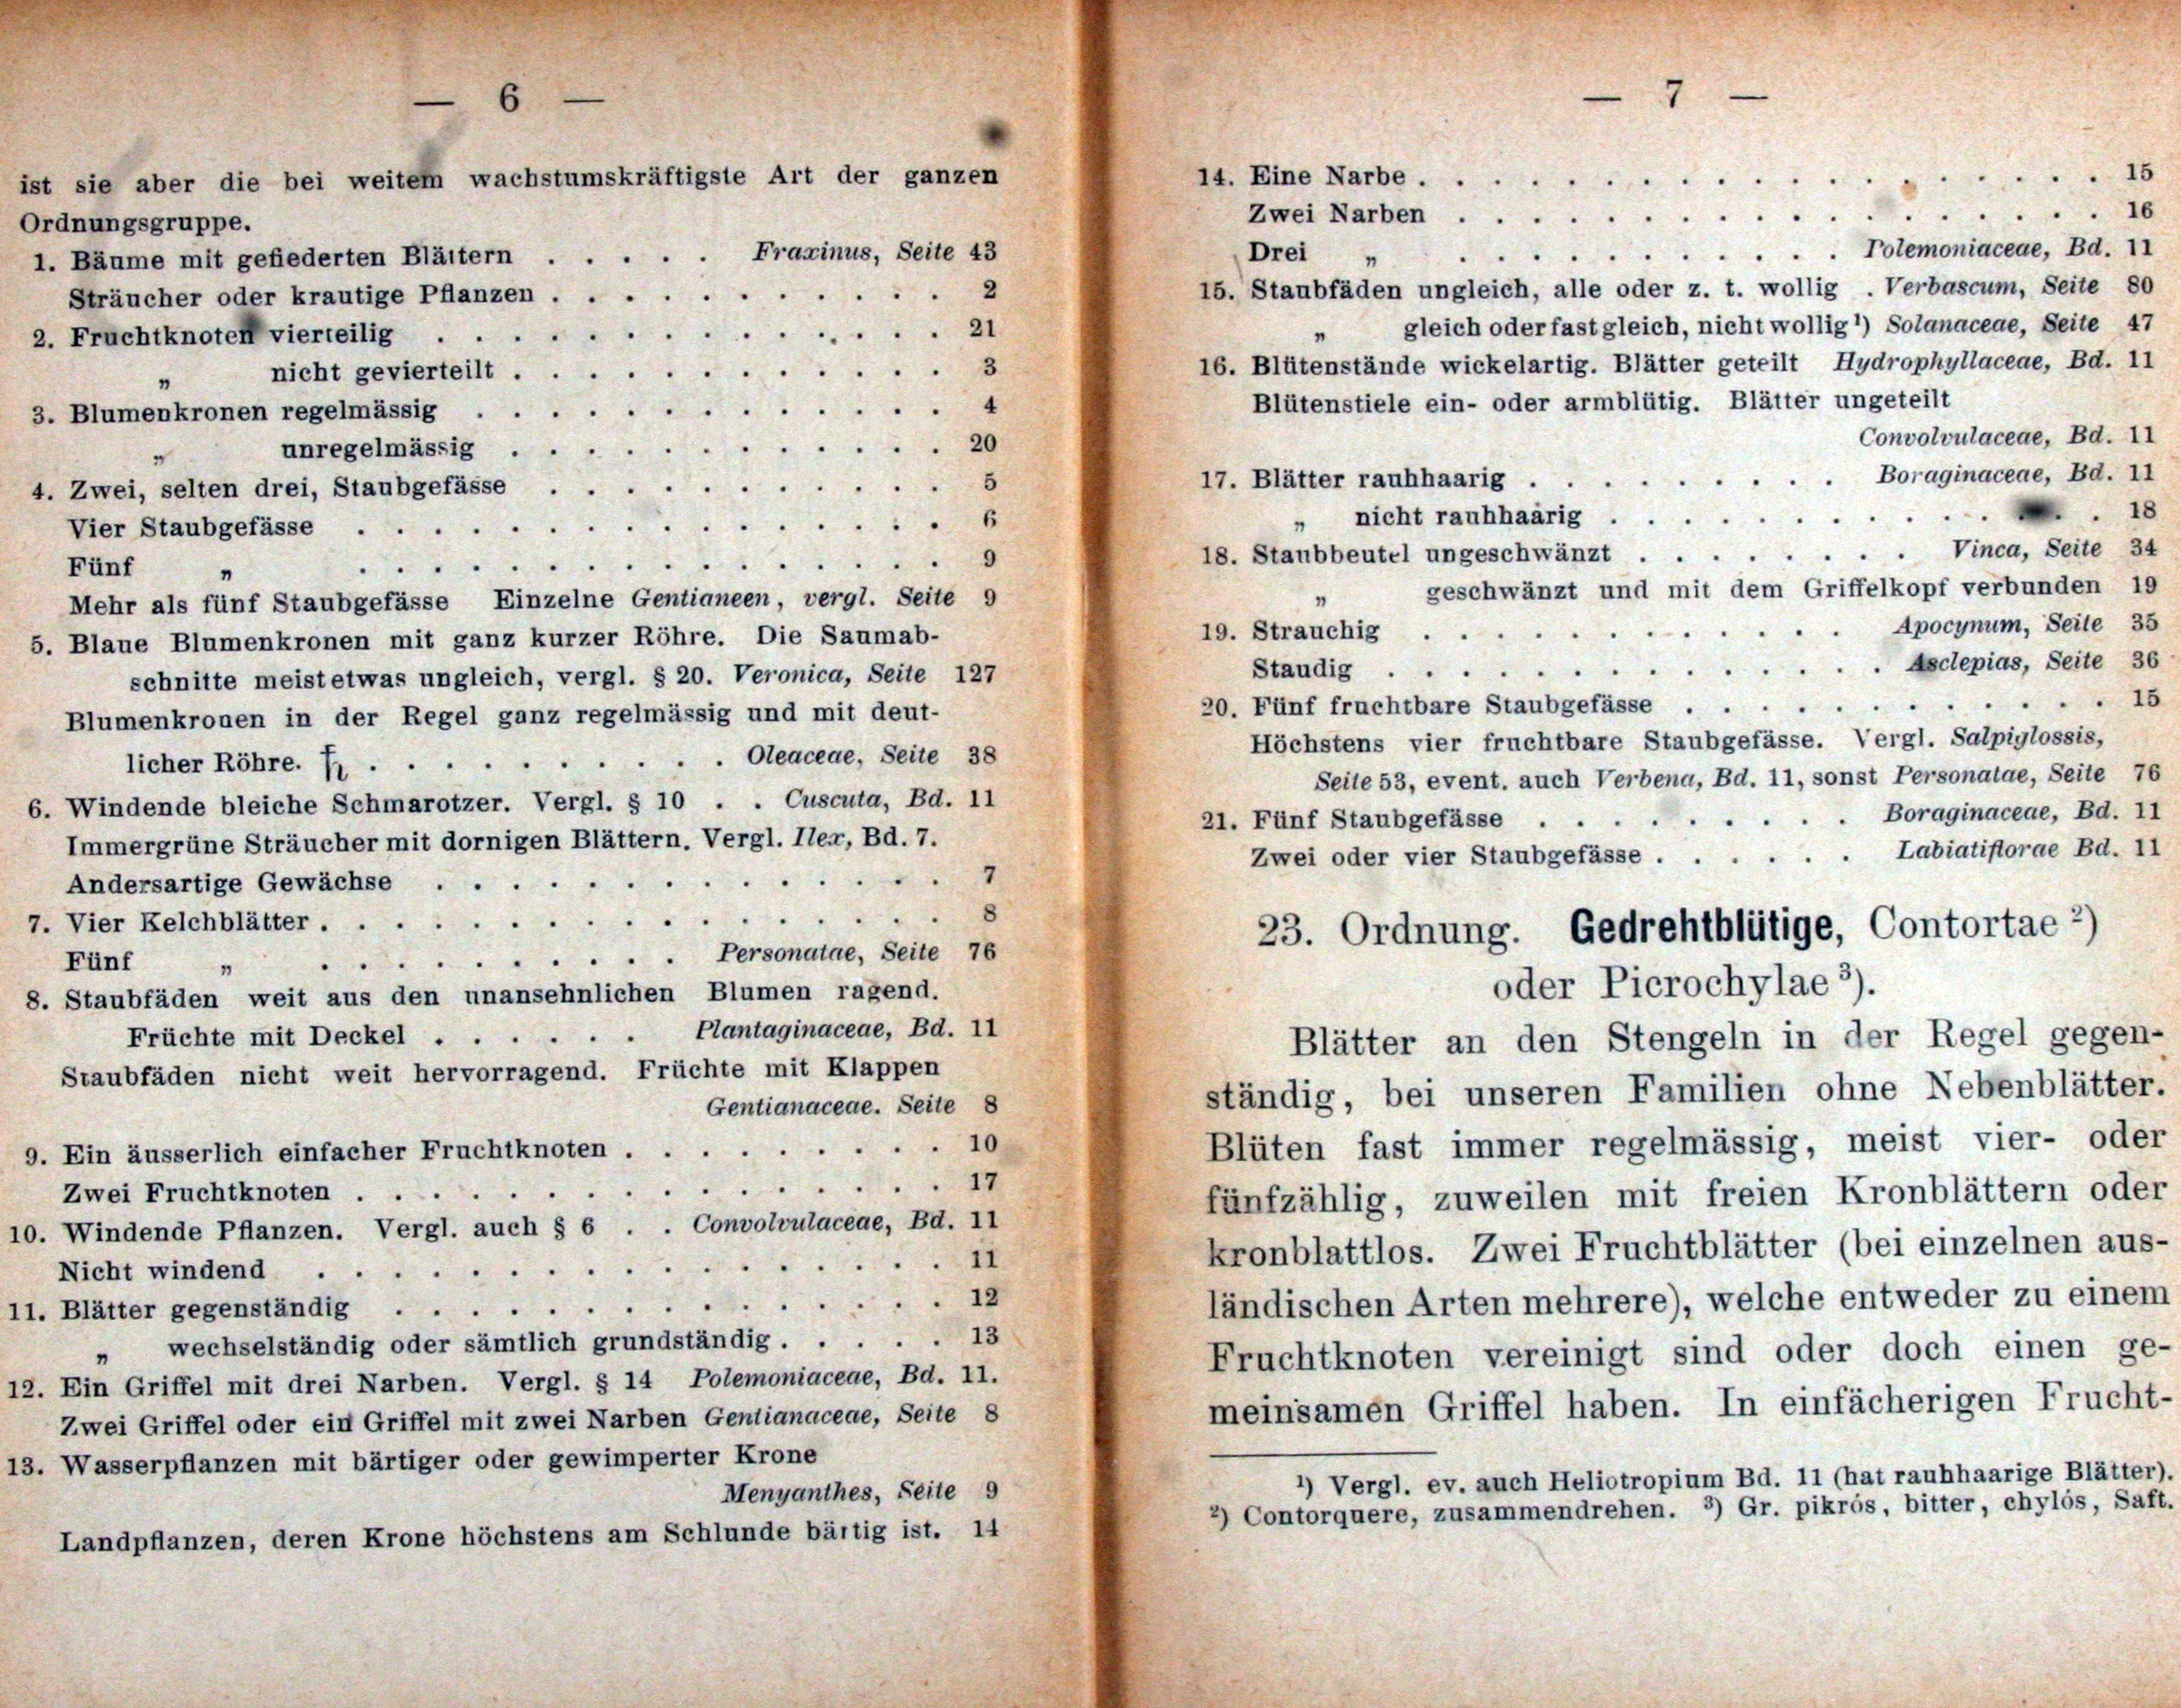 — 6 —
ist sie aber die bei weitem wachstumskräftigste Art der ganzen
Ordnungsgruppe.
1. Bäume mit gefiederten Blättern . . . . . Fraxinus, Seite 43
Sträucher oder krautige Pflanzen . . . . . . . . . . . 2
2. Fruchtknoten vierteilig . . . . . . . . . . . . . . 21
„ nicht gevierteilt . . . . . . . . . . . . 3
3. Blumenkronen regelmässig . . . . . . . . . . . . . 4
„ unregelmässig . . . . . . . . . . . . 20
4. Zwei, selten drei, Staubgefässe . . . . . . . . . . . 5
Vier Staubgefässe . . . . . . . . . . . . . . . . 6
Fünf „ . . . . . . . . . . . . . . . . 9
Mehr als fünf Staubgefässe Einzelne Gentianeen, vergl. Seite 9
5. Blaue Blumenkronen mit ganz kurzer Röhre. Die Saumab-
schnitte meist etwas ungleich, vergl. § 20. Veronica, Seite 127
Blumenkronen in der Regel ganz regelmässig und mit deut-
licher Röhre. ꝧ . . . . . . . . . . Oleaceae, Seite 38
6. Windende bleiche Schmarotzer. Vergl. § 10 . . Cuscuta, Bd. 11
Immergrüne Sträucher mit dornigen Blättern. Vergl. Ilex, Bd. 7.
Andersartige Gewächse . . . . . . . . . . . . . . 7
7. Vier Kelchblätter . . . . . . . . . . . . . . . . . 8
Fünf „ . . . . . . . . . . Personatae, Seite 76
8. Staubfäden weit aus den unansehnlichen Blumen ragend.
Früchte mit Deckel . . . . . . Plantaginaceae, Bd. 11
Staubfäden nicht weit hervorragend. Früchte mit Klappen
Gentianaceae. Seite 8
9. Ein äusserlich einfacher Fruchtknoten . . . . . . . . . 10
Zwei Fruchtknoten . . . . . . . . . . . . . . . . 17
10. Windende Pflanzen. Vergl. auch § 6 . . Convolvulaceae, Bd. 11
Nicht windend . . . . . . . . . . . . . . . . . 11
11. Blätter gegenständig . . . . . . . . . . . . . . . 12
„ wechselständig oder sämtlich grundständig . . . . . 13
12. Ein Griffel mit drei Narben. Vergl. § 14 Polemoniaceae, Bd. 11.
Zwei Griffel oder ein Griffel mit zwei Narben Gentianaceae, Seite 8
13. Wasserpflanzen mit bärtiger oder gewimperter Krone
Menyanthes, Seite 9
Landpflanzen, deren Krone höchstens am Schlunde bärtig ist. 14
— 7 —
14. Eine Narbe . . . . . . . . . . . . . . . . . . . 15
Zwei Narben . . . . . . . . . . . . . . . . . . 16
Drei „ . . . . . . . . . . . Polemoniaceae, Bd. 11
15. Staubfäden ungleich, alle oder z. t. wollig . Verbascum, Seite 80
„ gleich oder fast gleich, nicht wollig ¹) Solanaceae, Seite 47
16. Blütenstände wickelartig. Blätter geteilt Hydrophyllaceae, Bd. 11
Blütenstiele ein- oder armblütig. Blätter ungeteilt
Convolvulaceae, Bd. 11
17. Blätter rauhhaarig . . . . . . . . . Boraginaceae, Bd. 11
„ nicht rauhhaarig . . . . . . . . . . . . . . 18
18. Staubbeutel ungeschwänzt . . . . . . . . Vinca, Seite 34
„ geschwänzt und mit dem Griffelkopf verbunden 19
19. Strauchig . . . . . . . . . . . . Apocynum, Seite 35
Staudig . . . . . . . . . . . . . . Asclepias, Seite 36
20. Fünf fruchtbare Staubgefässe . . . . . . . . . . . . 15
Höchstens vier fruchtbare Staubgefässe. Vergl. Salpiglossis,
Seite 53, event. auch Verbena, Bd. 11, sonst Personatae, Seite 76
21. Fünf Staubgefässe . . . . . . . . . Boraginaceae, Bd. 11
Zwei oder vier Staubgefässe . . . . . . Labiatiflorae Bd. 11
23. Ordnung. Gedrehtblütige, Contortae ²)
oder Picrochylae ³).
Blätter an den Stengeln in der Regel gegen-
ständig, bei unseren Familien ohne Nebenblätter.
Blüten fast immer regelmässig, meist vier- oder
fünfzählig, zuweilen mit freien Kronblättern oder
kronblattlos. Zwei Fruchtblätter (bei einzelnen aus-
ländischen Arten mehrere), welche entweder zu einem
Fruchtknoten vereinigt sind oder doch einen ge-
meinsamen Griffel haben. In einfächerigen Frucht-
¹) Vergl. ev. auch Heliotropium Bd. 11 (hat rauhhaarige Blätter).
²) Contorquere, zusammendrehen. ³) Gr. pikrós, bitter, chylós, Saft.